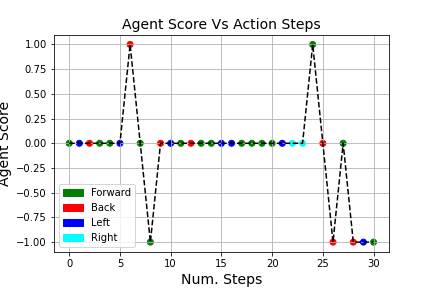 Agent Score Vs Action Steps
Agent Score
1.00
0.75
0.50
0.25
0.00
−0.25
−0.50
−0.75
−1.00
Forward
Back
Left
Right
0 5 10 15 20 25 30
Num. Steps